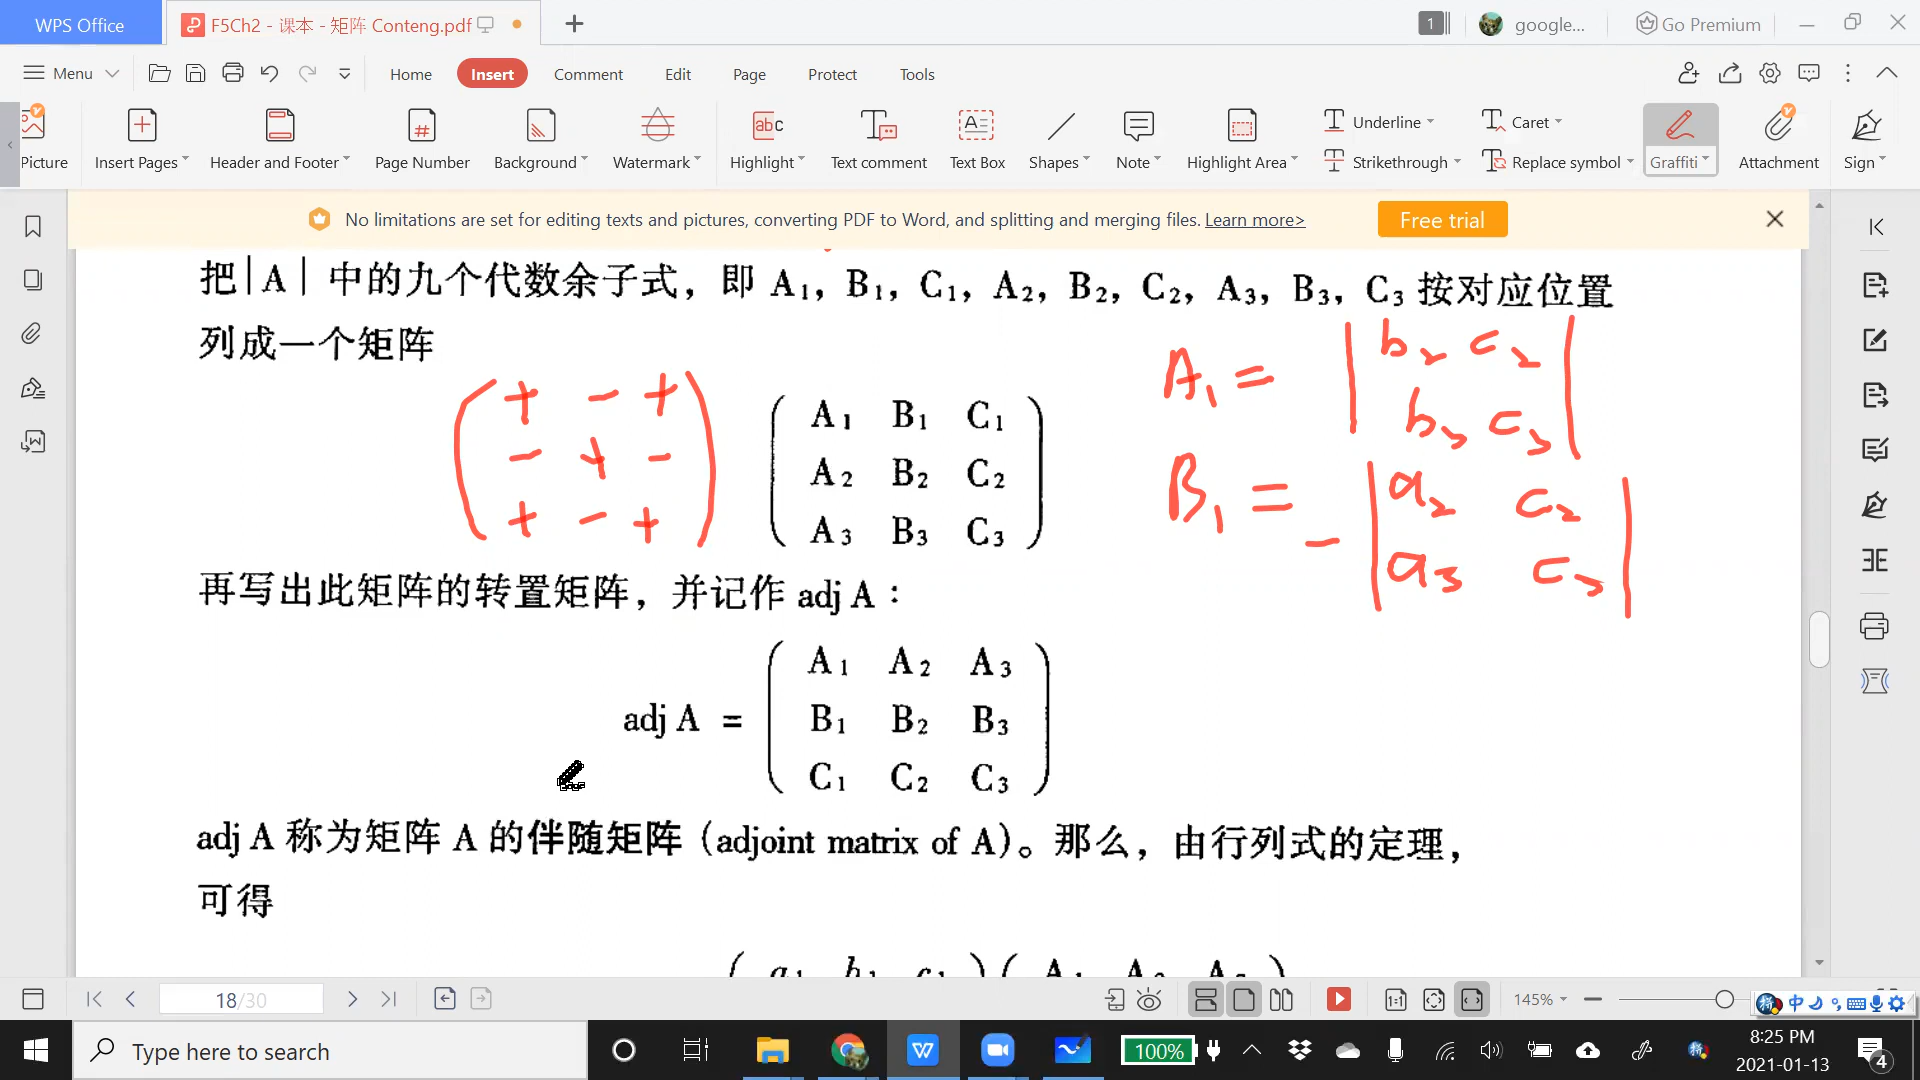 WPS Office
F5Ch2 - 课本 - 矩阵 Conteng.pdf
1
google...
Go Premium
Menu
Home
Insert
Comment
Edit
Page
Protect
Tools
Picture
Insert Pages
Header and Footer
Page Number
Background
Watermark
Highlight
Text comment
Text Box
Shapes
Note
Highlight Area
Underline
Strikethrough
Caret
Replace symbol
Graffiti
Attachment
Sign
No limitations are set for editing texts and pictures, converting PDF to Word, and splitting and merging files. Learn more>
Free trial
把|A| 中的九个代数余子式，即 A₁，B₁，C₁，A₂，B₂，C₂，A₃，B₃，C₃ 按对应位置
列成一个矩阵
+ − +
− + −
+ − +
A₁ B₁ C₁
A₂ B₂ C₂
A₃ B₃ C₃
A₁ = | b₂ c₂ |
| b₃ c₃ |
B₁ = − | a₂ c₂ |
| a₃ c₃ |
再写出此矩阵的转置矩阵，并记作 adj A：
A₁ A₂ A₃
adj A = B₁ B₂ B₃
C₁ C₂ C₃
adj A 称为矩阵 A 的伴随矩阵（adjoint matrix of A）。那么，由行列式的定理，
可得
18/30
145%
中
Type here to search
100%
8:25 PM
2021-01-13
4